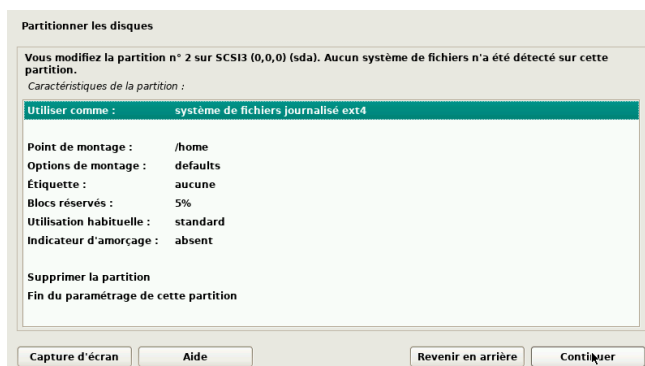 Partitionner les disques
Vous modifiez la partition n° 2 sur SCSI3 (0,0,0) (sda). Aucun système de fichiers n'a été détecté sur cette
partition.
Caractéristiques de la partition :
Utiliser comme : système de fichiers journalisé ext4
Point de montage : /home
Options de montage : defaults
Étiquette : aucune
Blocs réservés : 5%
Utilisation habituelle : standard
Indicateur d'amorçage : absent
Supprimer la partition
Fin du paramétrage de cette partition
Capture d'écran Aide Revenir en arrière Continuer